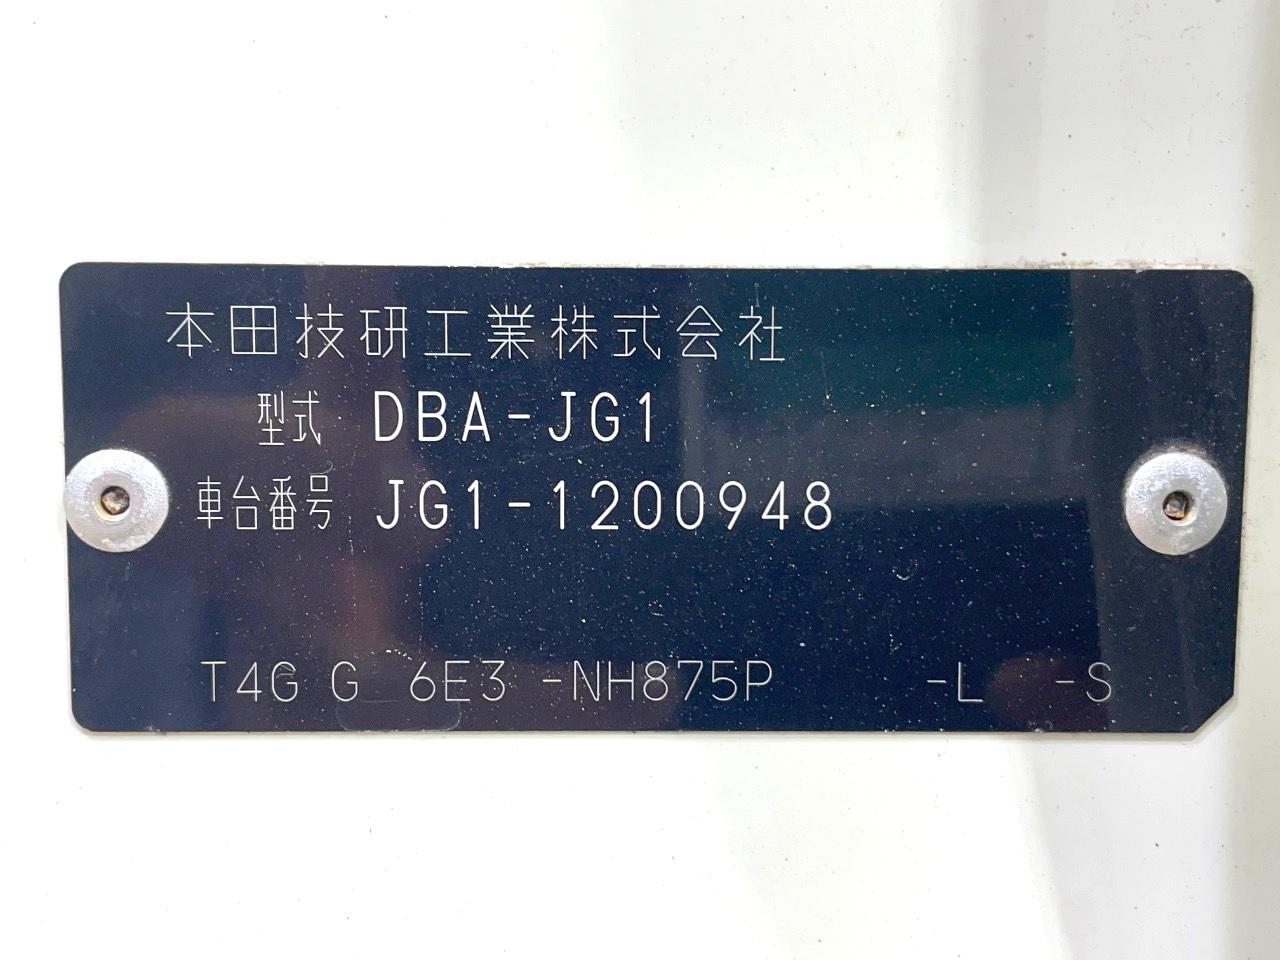 本田技研工業株式会社
型式 DBA-JG1
車台番号 JG1-1200948
T4G G 6E3 -NH875P -L -S